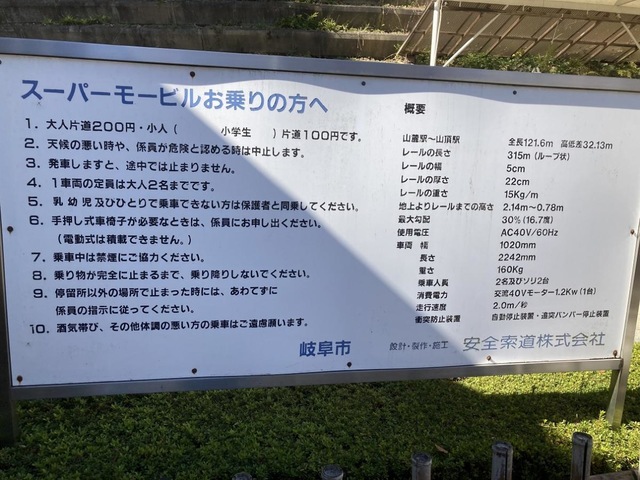 スーパーモービルお乗りの方へ
1. 大人片道200円・小人(　　　小学生　)片道100円です。
2. 天候の悪い時や、係員が危険と認める時は中止します。
3. 発車しますと、途中では止まりません。
4. 1車両の定員は大人2名までです。
5. 乳幼児及びひとりで乗車できない方は保護者と同乗してください。
6. 手押し式車椅子が必要なときは、係員にお申し出ください。
(電動式は積載できません。)
7. 乗車中は禁煙にご協力ください。
8. 乗り物が完全に止まるまで、乗り降りしないでください。
9. 停留所以外の場所で止まった時には、あわてずに
係員の指示に従ってください。
10. 酒気帯び、その他体調の悪い方の乗車はご遠慮願います。
岐阜市
概要
山麓駅〜山頂駅 全長121.6m 高低差32.13m
レールの長さ 315m (ループ状)
レールの幅 5cm
レールの厚さ 22cm
レールの重さ 15Kg/m
地上よりレールまでの高さ 2.14m〜0.78m
最大勾配 30% (16.7度)
使用電圧 AC40V/60Hz
車両 幅 1020mm
長さ 2242mm
重さ 160Kg
乗車人員 2名及びソリ2台
消費電力 交流40Vモーター1.2Kw (1台)
走行速度 2.0m/秒
衝突防止装置 自動停止装置・追突バンパー停止装置
設計・製作・施工 安全索道株式会社